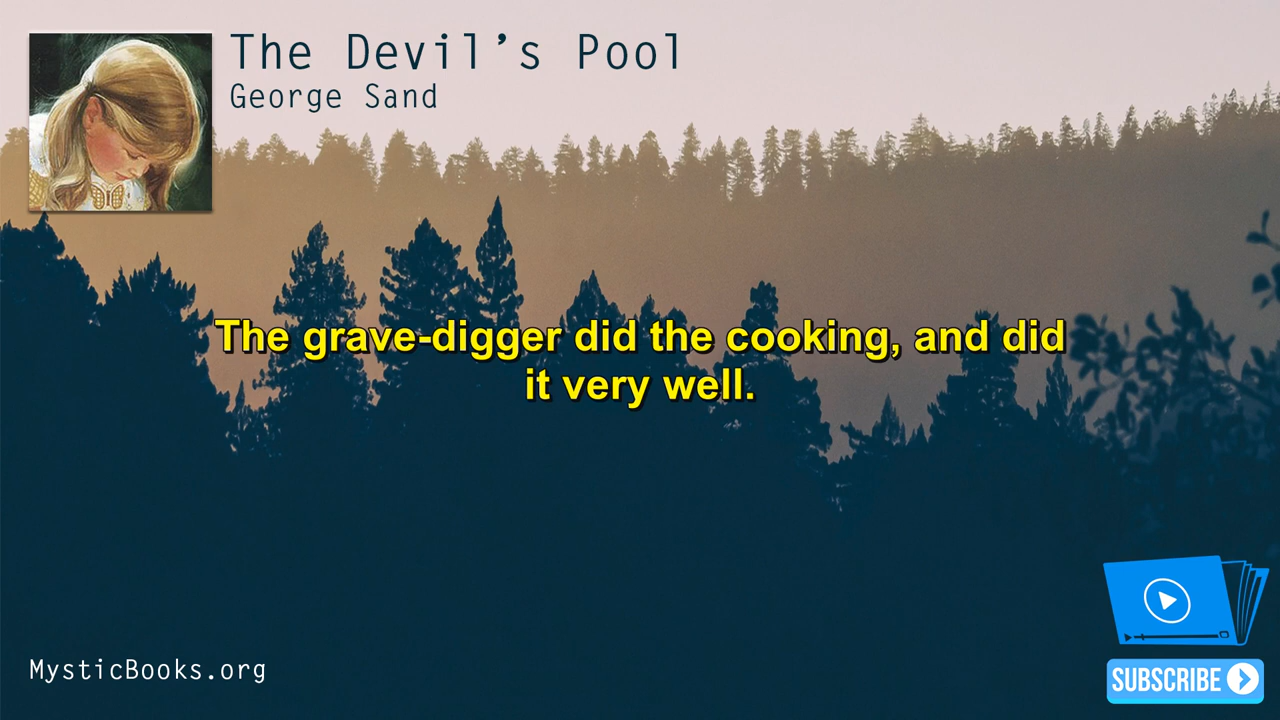 The Devil's Pool
George Sand
The grave-digger did the cooking, and did
it very well.
MysticBooks.org
SUBSCRIBE